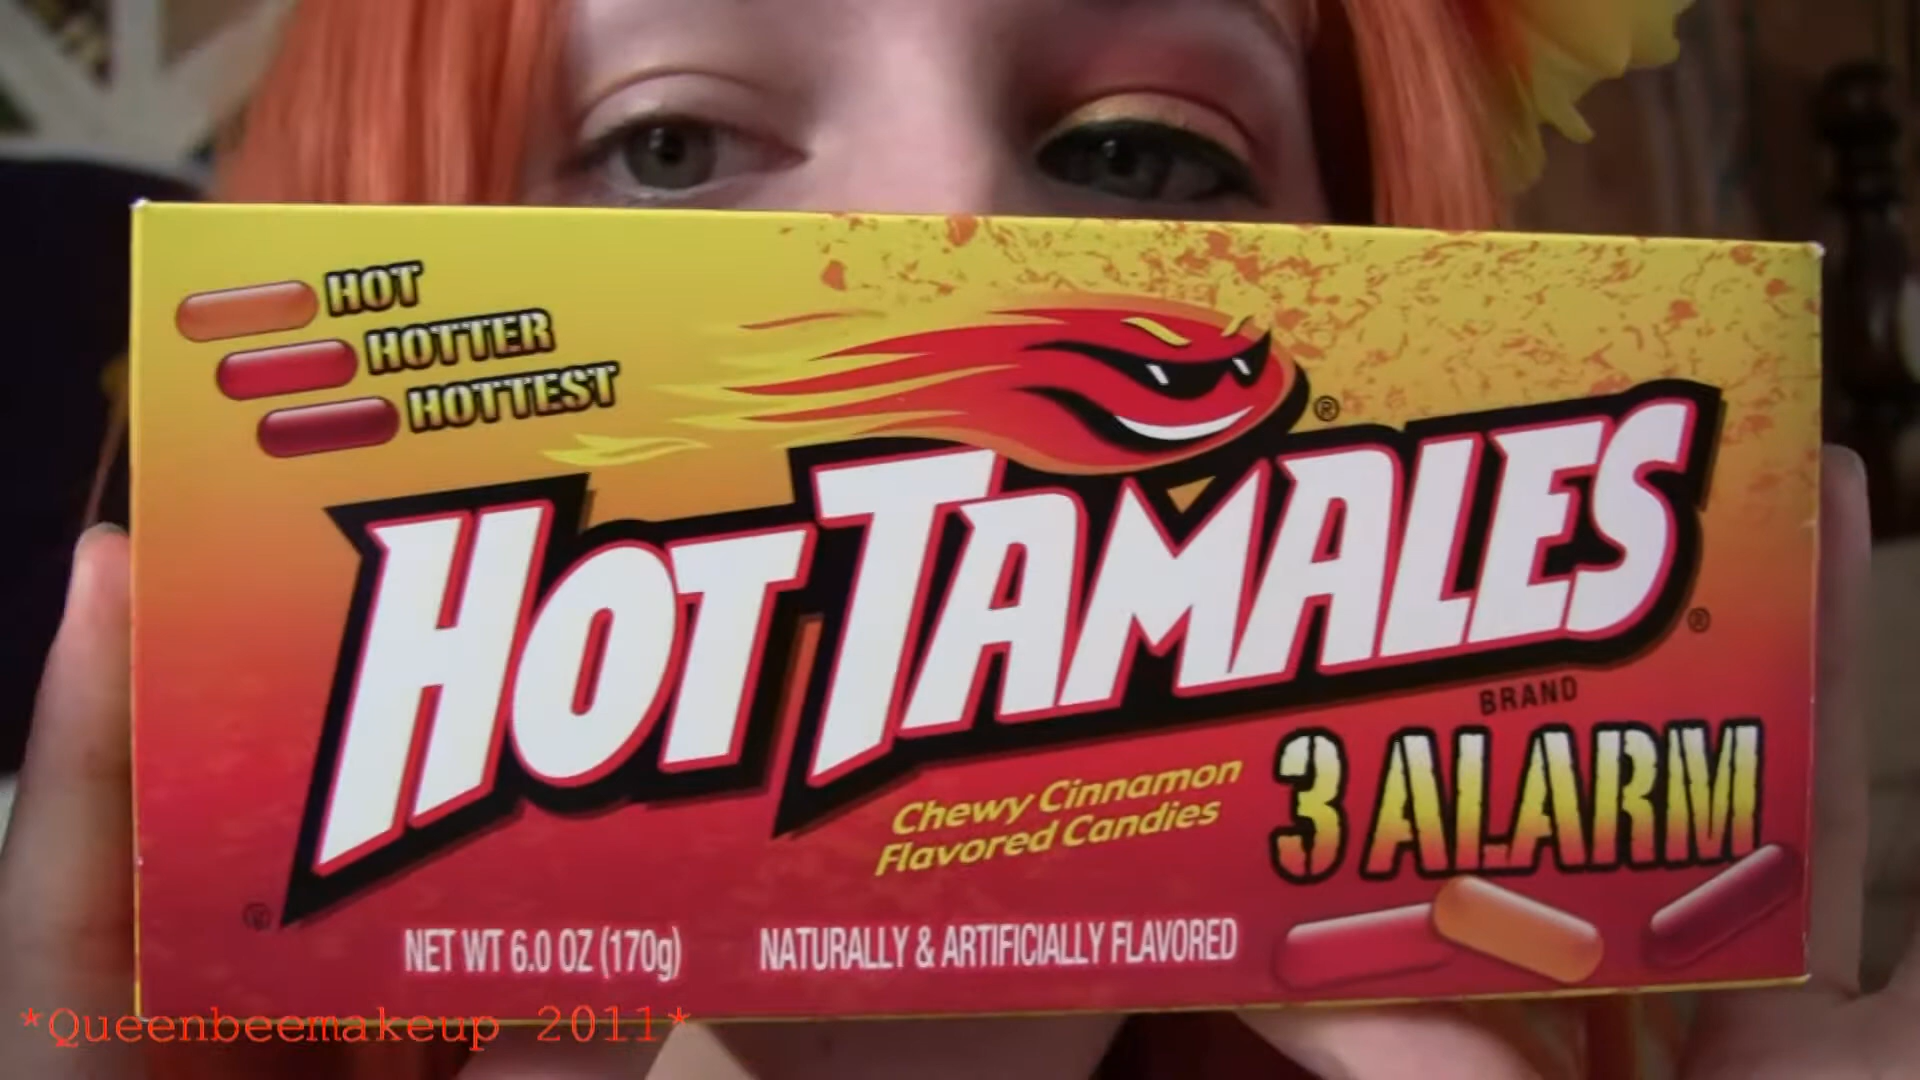 HOT
HOTTER
HOTTEST
®
HOT TAMALES
®
BRAND
3 ALARM
Chewy Cinnamon
Flavored Candies
NET WT 6.0 OZ (170g)
NATURALLY & ARTIFICIALLY FLAVORED
*Queenbeemakeup 2011*